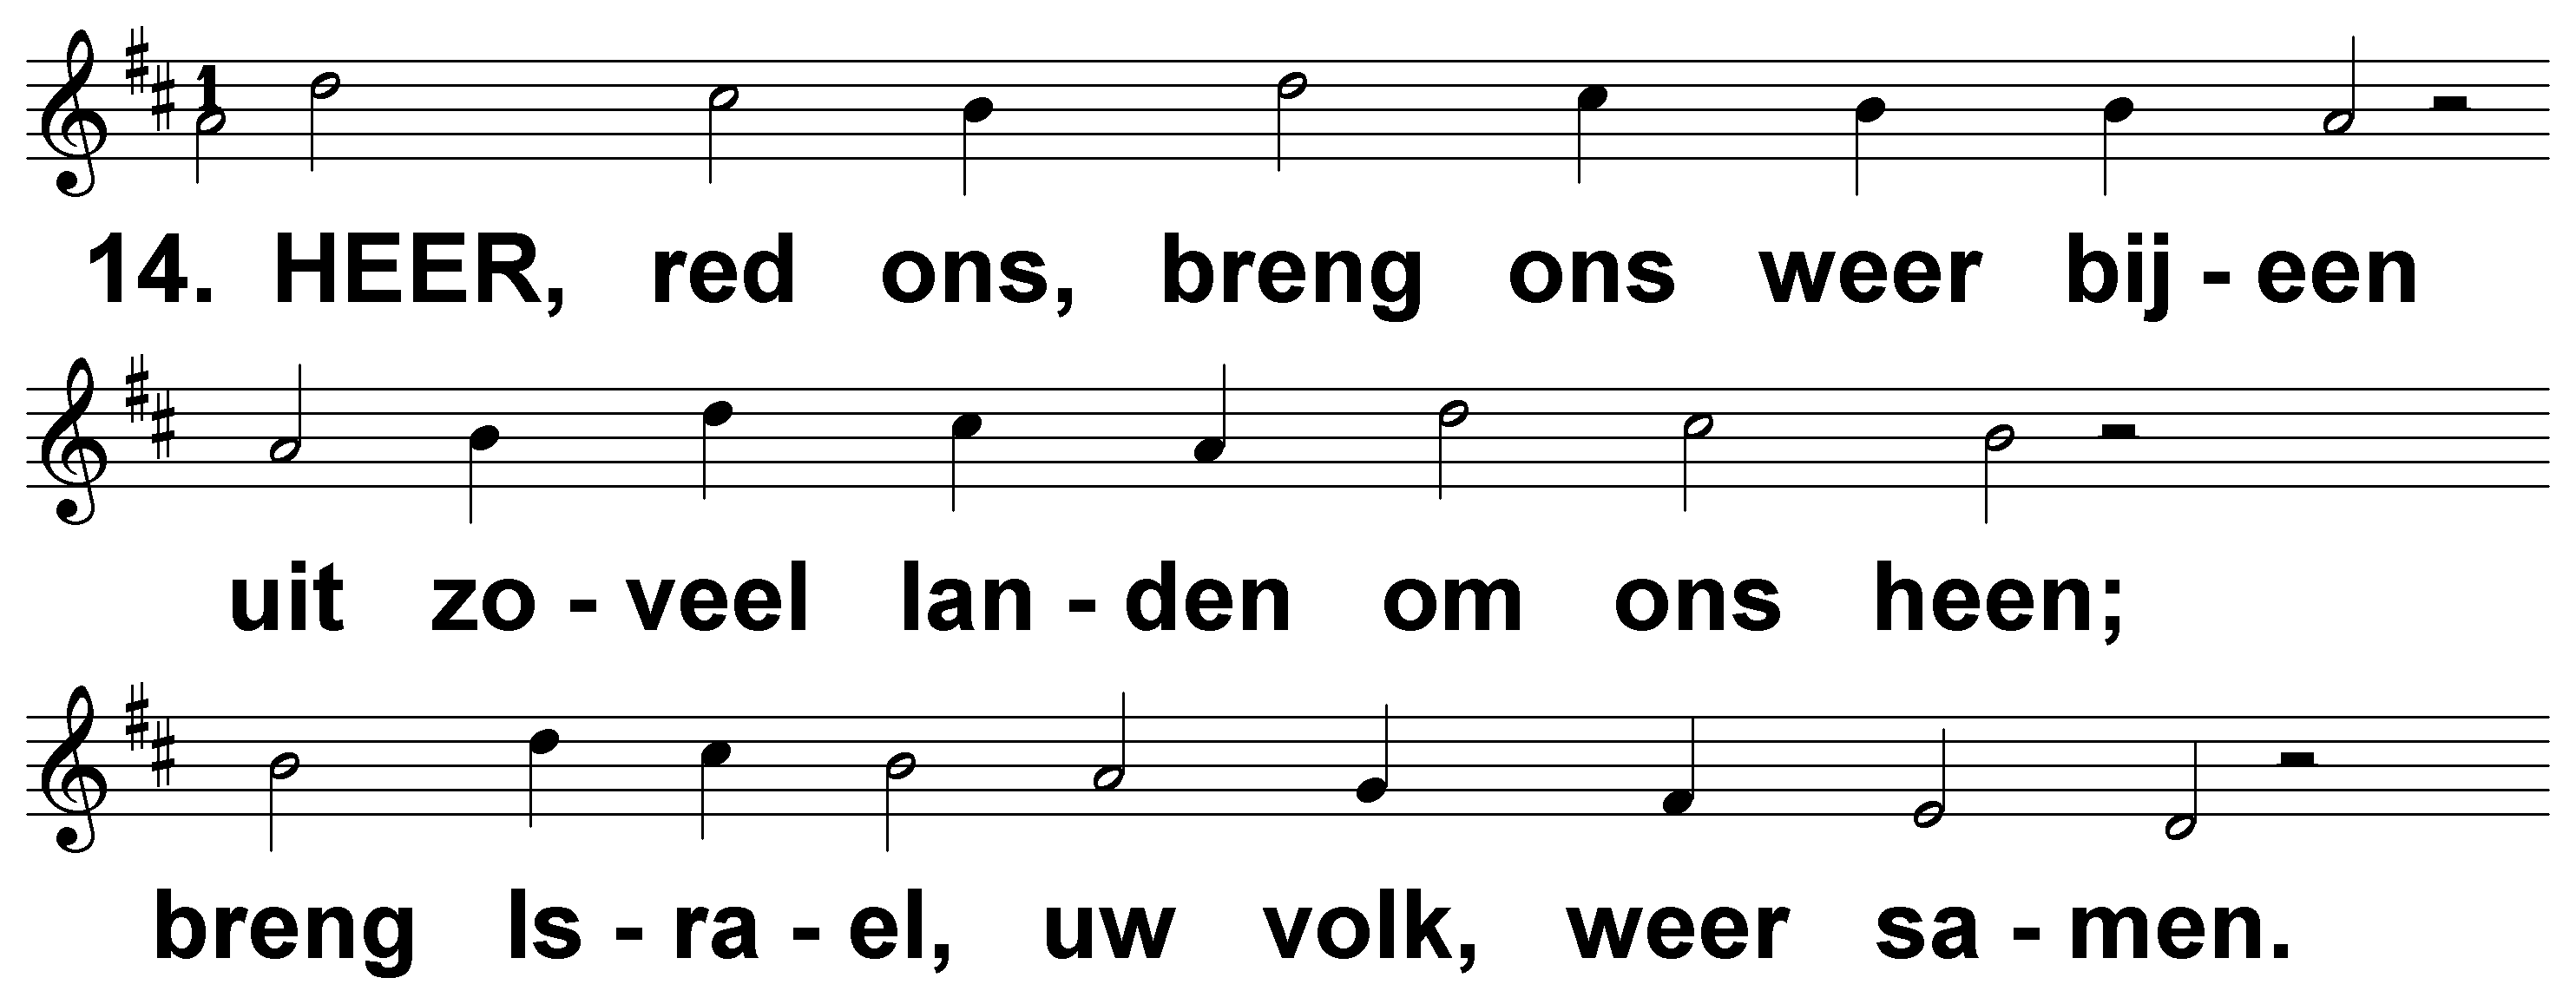 1
14. HEER, red ons, breng ons weer bij - een
uit zo - veel lan - den om ons heen;
breng Is - ra - el, uw volk, weer sa - men.